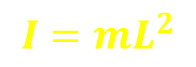 I = mL²